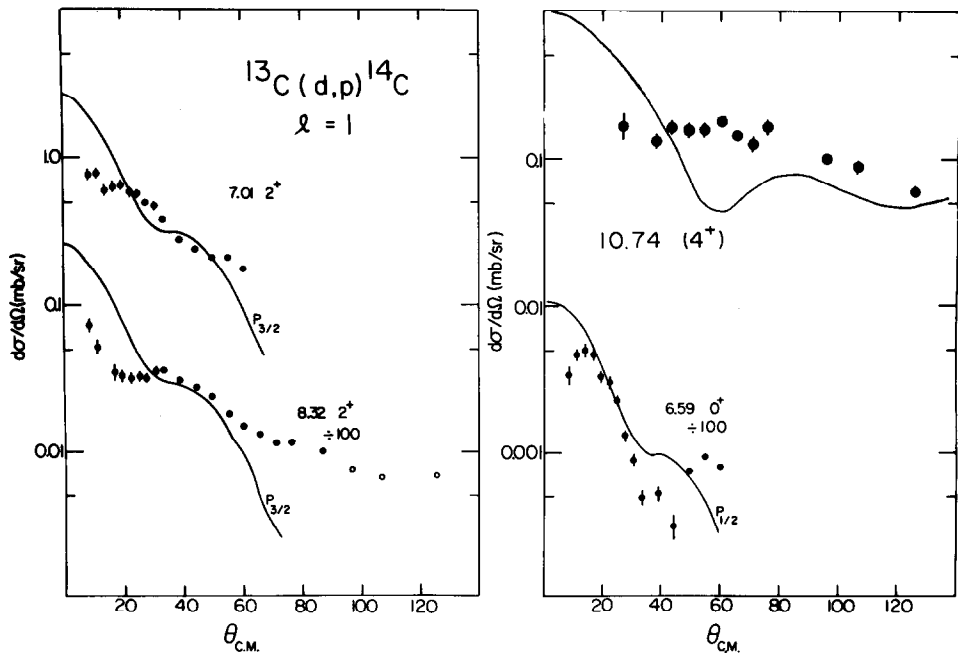 ¹³C (d,p) ¹⁴C
ℓ = 1
7.01 2⁺
P₃/₂
8.32 2⁺
÷100
P₃/₂
1.0
0.1
0.01
dσ/dΩ(mb/sr)
20 40 60 80 100 120
θC.M.
10.74 (4⁺)
6.59 0⁺
÷100
P₁/₂
0.1
0.01
0.001
dσ/dΩ (mb/sr)
20 40 60 80 100 120
θC.M.